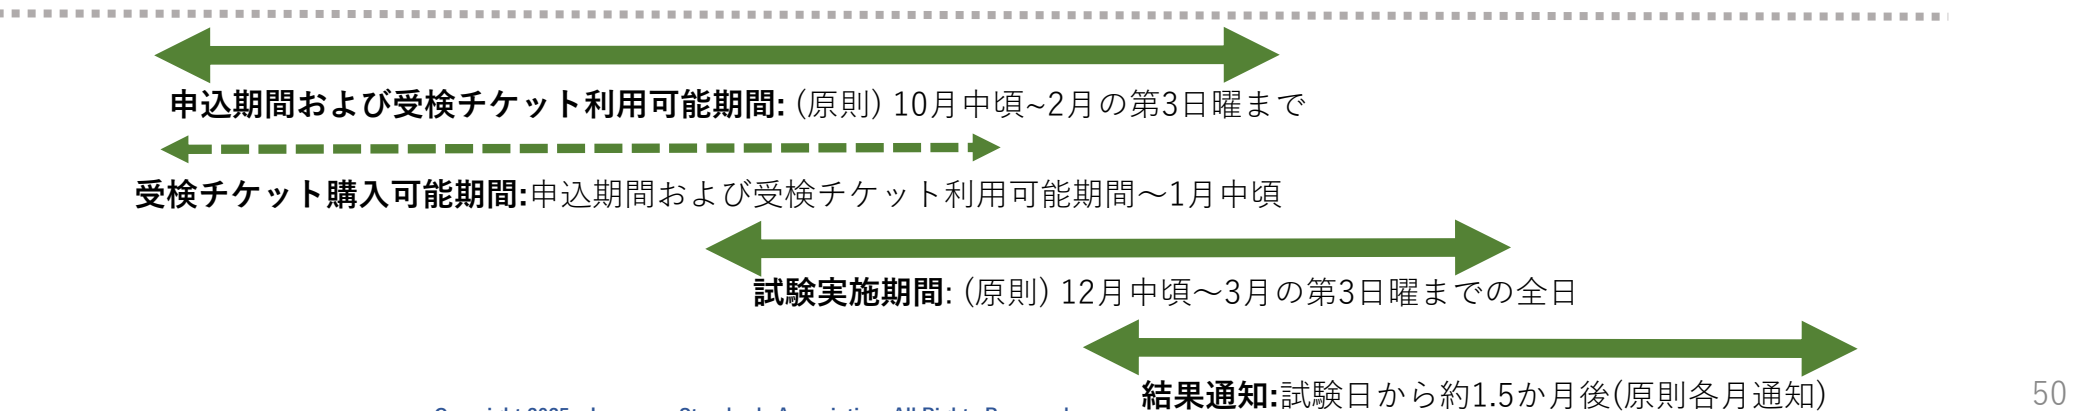 申込期間および受検チケット利用可能期間: (原則) 10月中頃~2月の第3日曜まで
受検チケット購入可能期間:申込期間および受検チケット利用可能期間～1月中頃
試験実施期間: (原則) 12月中頃～3月の第3日曜までの全日
結果通知:試験日から約1.5か月後(原則各月通知)
50